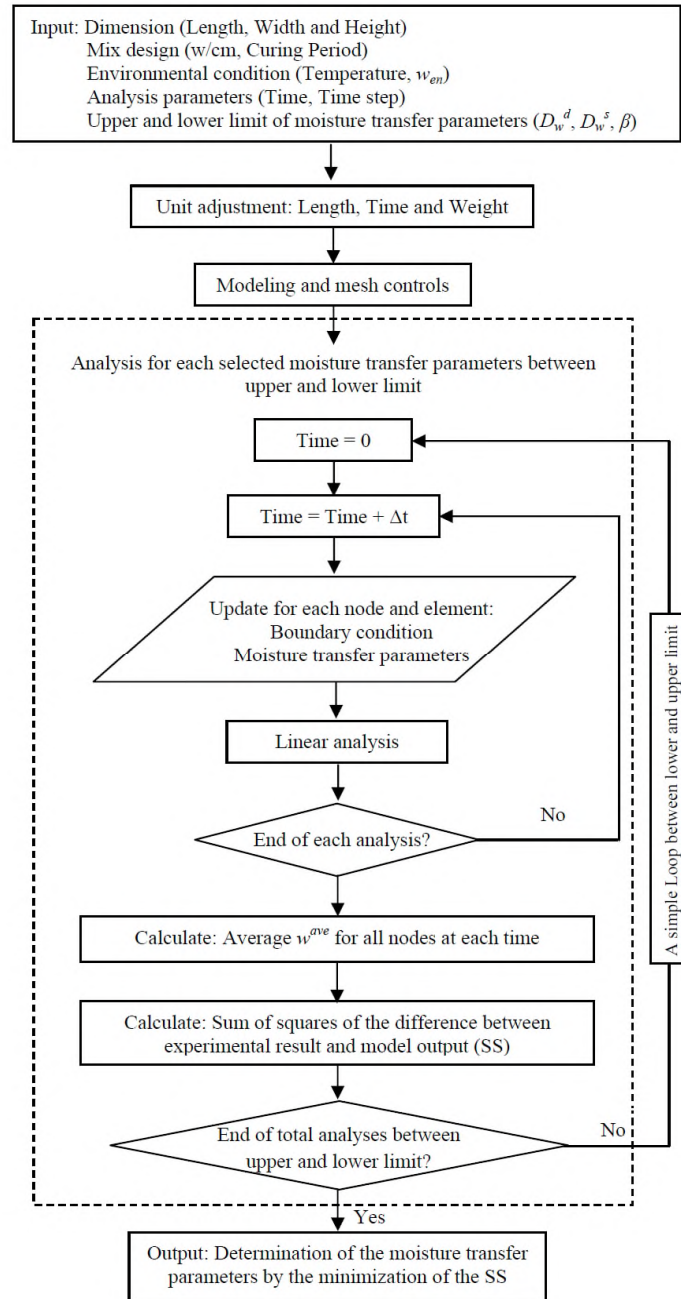 Input: Dimension (Length, Width and Height)
Mix design (w/cm, Curing Period)
Environmental condition (Temperature, w_en)
Analysis parameters (Time, Time step)
Upper and lower limit of moisture transfer parameters (D_w^d, D_w^s, β)
Unit adjustment: Length, Time and Weight
Modeling and mesh controls
Analysis for each selected moisture transfer parameters between
upper and lower limit
Time = 0
Time = Time + Δt
Update for each node and element:
Boundary condition
Moisture transfer parameters
Linear analysis
End of each analysis?
No
A simple Loop between lower and upper limit
Calculate: Average w^ave for all nodes at each time
Calculate: Sum of squares of the difference between
experimental result and model output (SS)
End of total analyses between
upper and lower limit?
No
Yes
Output: Determination of the moisture transfer
parameters by the minimization of the SS